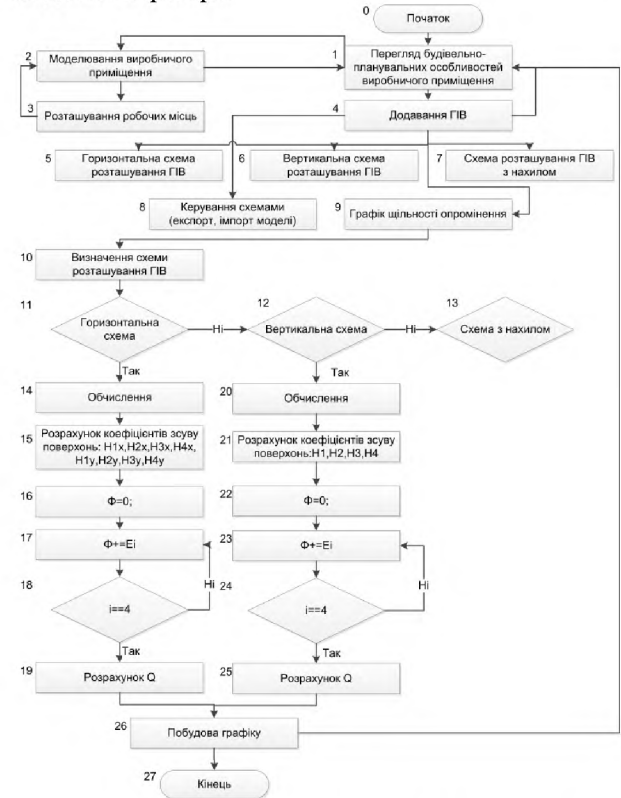 0
Початок
2
Моделювання виробничого
приміщення
1
Перегляд будівельно-
планувальних особливостей
виробничого приміщення
3
Розташування робочих місць
4
Додавання ГІВ
5
Горизонтальна схема
розташування ГІВ
6
Вертикальна схема
розташування ГІВ
7
Схема розташування ГІВ
з нахилом
8
Керування схемами
(експорт, імпорт моделі)
9
Графік щільності опромінення
10
Визначення схеми
розташування ГІВ
11
Горизонтальна
схема
Ні
12
Вертикальна схема
Ні
13
Схема з нахилом
Так
Так
14
Обчислення
20
Обчислення
15
Розрахунок коефіцієнтів зсуву
поверхонь: H1x,H2x,H3x,H4x,
H1y,H2y,H3y,H4y
21
Розрахунок коефіцієнтів зсуву
поверхонь:H1,H2,H3,H4
16
Ф=0;
22
Ф=0;
17
Ф+=Ei
23
Ф+=Ei
18
i==4
Ні
24
i==4
Ні
Так
Так
19
Розрахунок Q
25
Розрахунок Q
26
Побудова графіку
27
Кінець